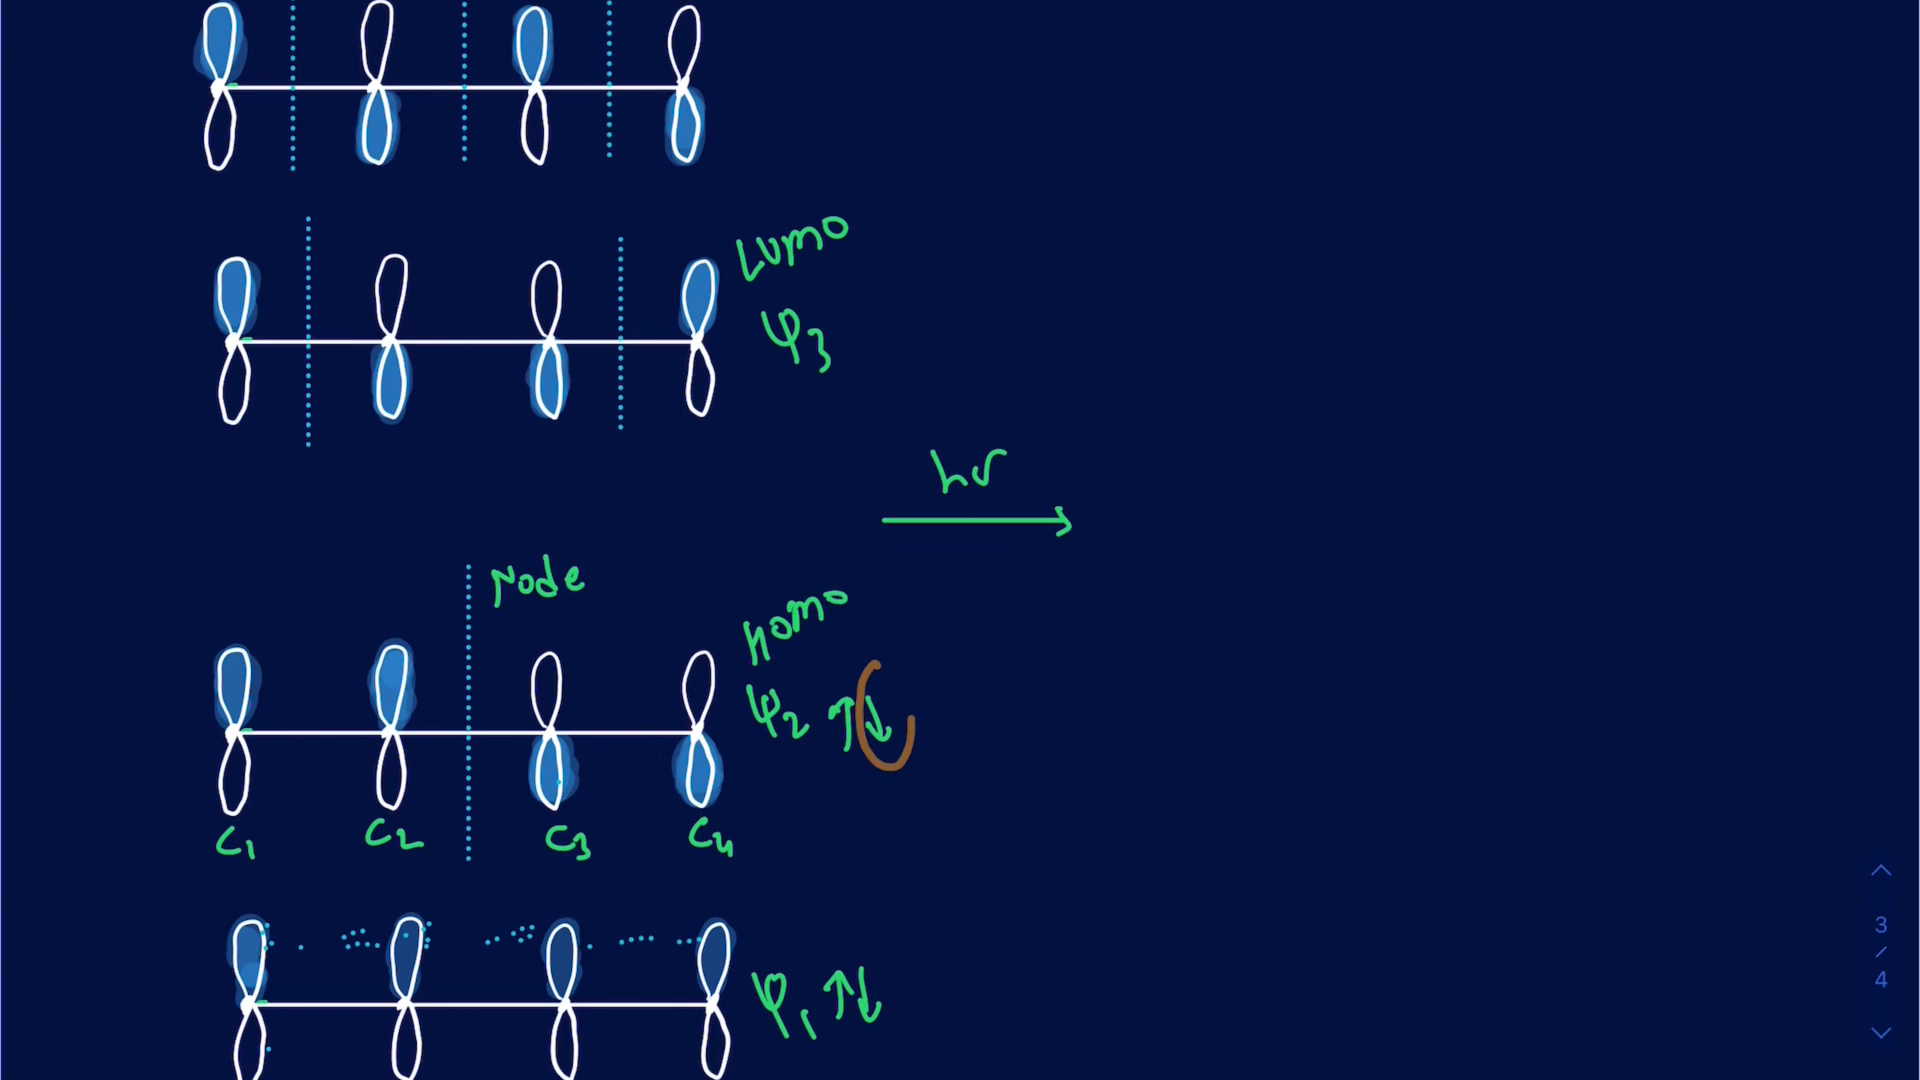 LUMO
Ψ3
hν
Node
HOMO
Ψ2 ↑↓
C1 C2 C3 C4
Ψ1 ↑↓
3
/
4